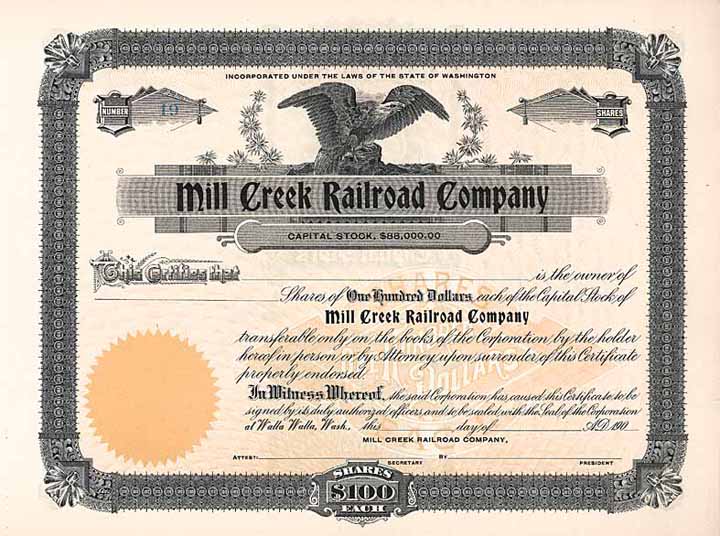 INCORPORATED UNDER THE LAWS OF THE STATE OF WASHINGTON
NUMBER 19 SHARES
Mill Creek Railroad Company
CAPITAL STOCK, $88,000.00
This Certifies that is the owner of
Shares of One Hundred Dollars each of the Capital Stock of
Mill Creek Railroad Company
transferable only on the books of the Corporation by the holder
hereof in person or by Attorney upon surrender of this Certificate
properly endorsed.
In Witness Whereof, the said Corporation has caused this Certificate to be
signed by its duly authorized officers and to be sealed with the Seal of the Corporation
at Walla Walla, Wash. this day of A.D. 190
MILL CREEK RAILROAD COMPANY,
ATTEST: BY
SECRETARY PRESIDENT
SHARES
$100
EACH
SHARES
DOLLARS